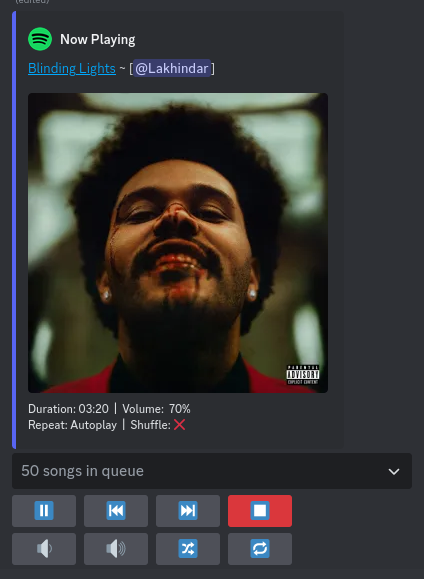 (edited)
Now Playing
Blinding Lights ~ [@Lakhindar]
PARENTAL
ADVISORY
EXPLICIT CONTENT
Duration: 03:20 | Volume: 70%
Repeat: Autoplay | Shuffle: ❌
50 songs in queue